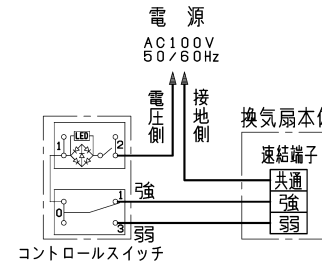 電 源
AC100V
50/60Hz
電圧側
接地側
換気扇本体
速結端子
LED
1
2
共通
強
弱
0
1
3
強
弱
コントロールスイッチ